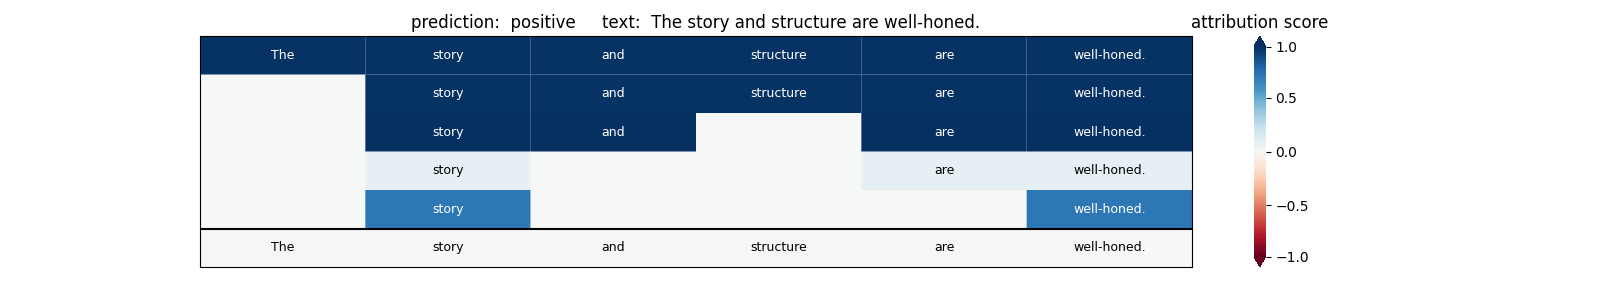 prediction:  positive     text:  The story and structure are well-honed.
attribution score
The story and structure are well-honed.
story and structure are well-honed.
story and are well-honed.
story are well-honed.
story well-honed.
The story and structure are well-honed.
1.0
0.5
0.0
−0.5
−1.0